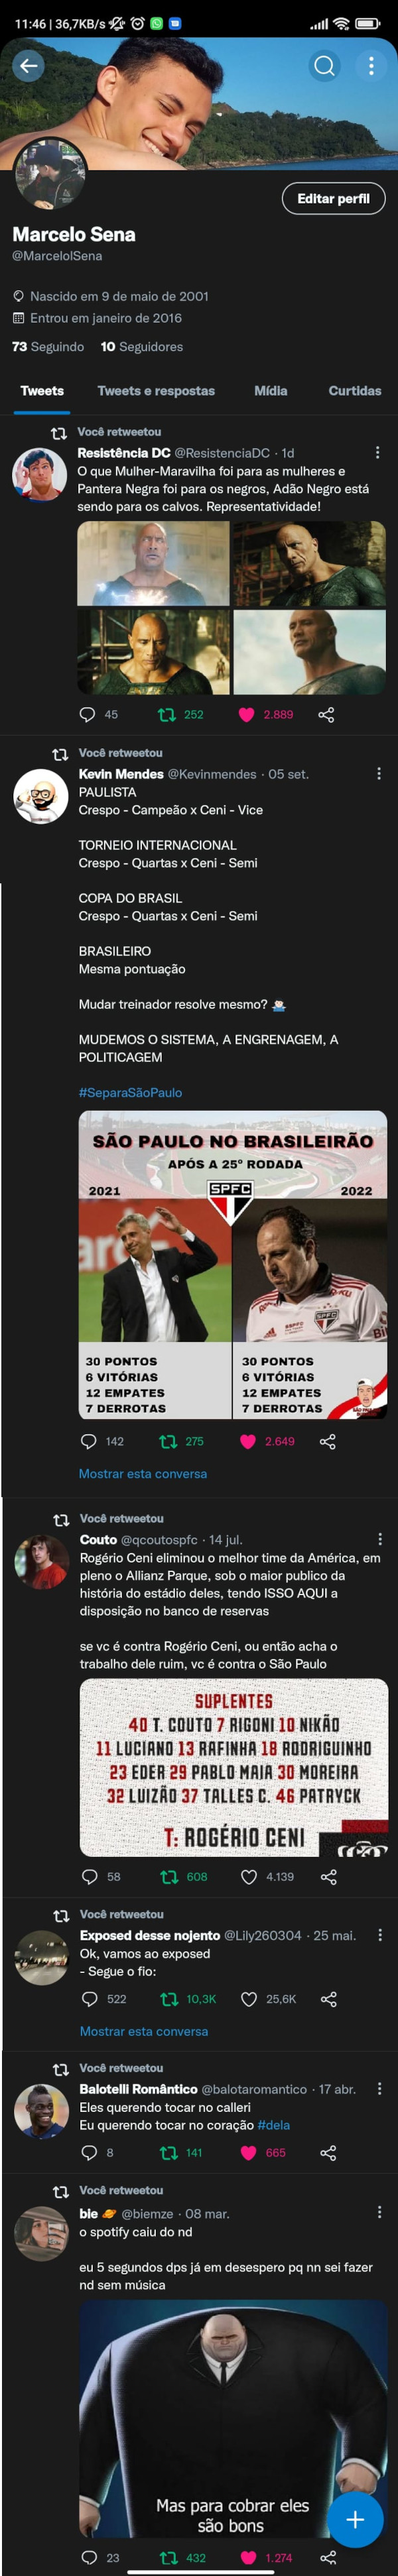 11:46 | 36,7KB/s
Editar perfil
Marcelo Sena
@MarcelolSena
Nascido em 9 de maio de 2001
Entrou em janeiro de 2016
73 Seguindo 10 Seguidores
Tweets Tweets e respostas Mídia Curtidas
Você retweetou
Resistência DC @ResistenciaDC · 1d
O que Mulher-Maravilha foi para as mulheres e
Pantera Negra foi para os negros, Adão Negro está
sendo para os calvos. Representatividade!
45 252 2.889
Você retweetou
Kevin Mendes @Kevinmendes · 05 set.
PAULISTA
Crespo - Campeão x Ceni - Vice
TORNEIO INTERNACIONAL
Crespo - Quartas x Ceni - Semi
COPA DO BRASIL
Crespo - Quartas x Ceni - Semi
BRASILEIRO
Mesma pontuação
Mudar treinador resolve mesmo? 🤷🏻‍♂️
MUDEMOS O SISTEMA, A ENGRENAGEM, A
POLITICAGEM
#SeparaSãoPaulo
SÃO PAULO NO BRASILEIRÃO
APÓS A 25º RODADA
2021 SPFC 2022
30 PONTOS 30 PONTOS
6 VITÓRIAS 6 VITÓRIAS
12 EMPATES 12 EMPATES
7 DERROTAS 7 DERROTAS
142 275 2.649
Mostrar esta conversa
Você retweetou
Couto @qcoutospfc · 14 jul.
Rogério Ceni eliminou o melhor time da América, em
pleno o Allianz Parque, sob o maior publico da
história do estádio deles, tendo ISSO AQUI a
disposição no banco de reservas
se vc é contra Rogério Ceni, ou então acha o
trabalho dele ruim, vc é contra o São Paulo
SUPLENTES
40 T. COUTO 7 RIGONI 10 NIKÃO
11 LUCIANO 13 RAFINHA 18 RODRIGUINHO
23 EDER 29 PABLO MAIA 30 MOREIRA
32 LUIZÃO 37 TALLES C. 46 PATRYCK
T: ROGÉRIO CENI
58 608 4.139
Você retweetou
Exposed desse nojento @Lily260304 · 25 mai.
Ok, vamos ao exposed
- Segue o fio:
522 10,3K 25,6K
Mostrar esta conversa
Você retweetou
Balotelli Romântico @balotaromantico · 17 abr.
Eles querendo tocar no calleri
Eu querendo tocar no coração #dela
8 141 665
Você retweetou
bie 🪐 @biemze · 08 mar.
o spotify caiu do nd
eu 5 segundos dps já em desespero pq nn sei fazer
nd sem música
Mas para cobrar eles
são bons
23 432 1.274